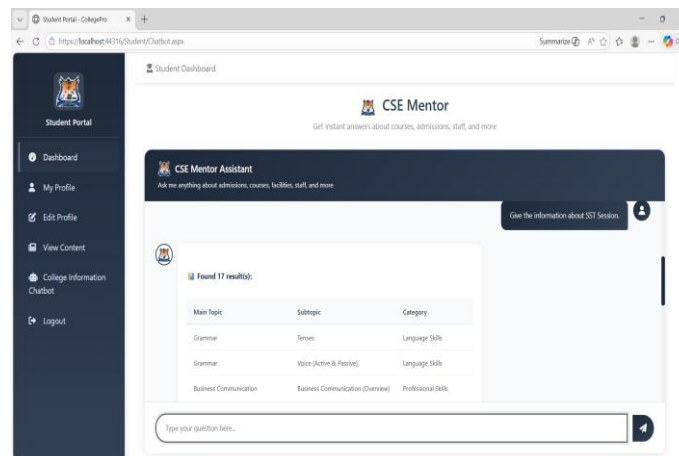 Student Portal - CollegePro
https://localhost:44316/Student/Chatbot.aspx
Summarize
Student Portal
Dashboard
My Profile
Edit Profile
View Content
College Information
Chatbot
Logout
Student Dashboard
CSE Mentor
Get instant answers about courses, admissions, staff, and more
CSE Mentor Assistant
Ask me anything about admissions, courses, facilities, staff, and more
Give the information about SST Session.
Found 17 result(s):
Main Topic Subtopic Category
Grammar Tenses Language Skills
Grammar Voice (Active & Passive) Language Skills
Business Communication Business Communication (Overview) Professional Skills
Type your question here...